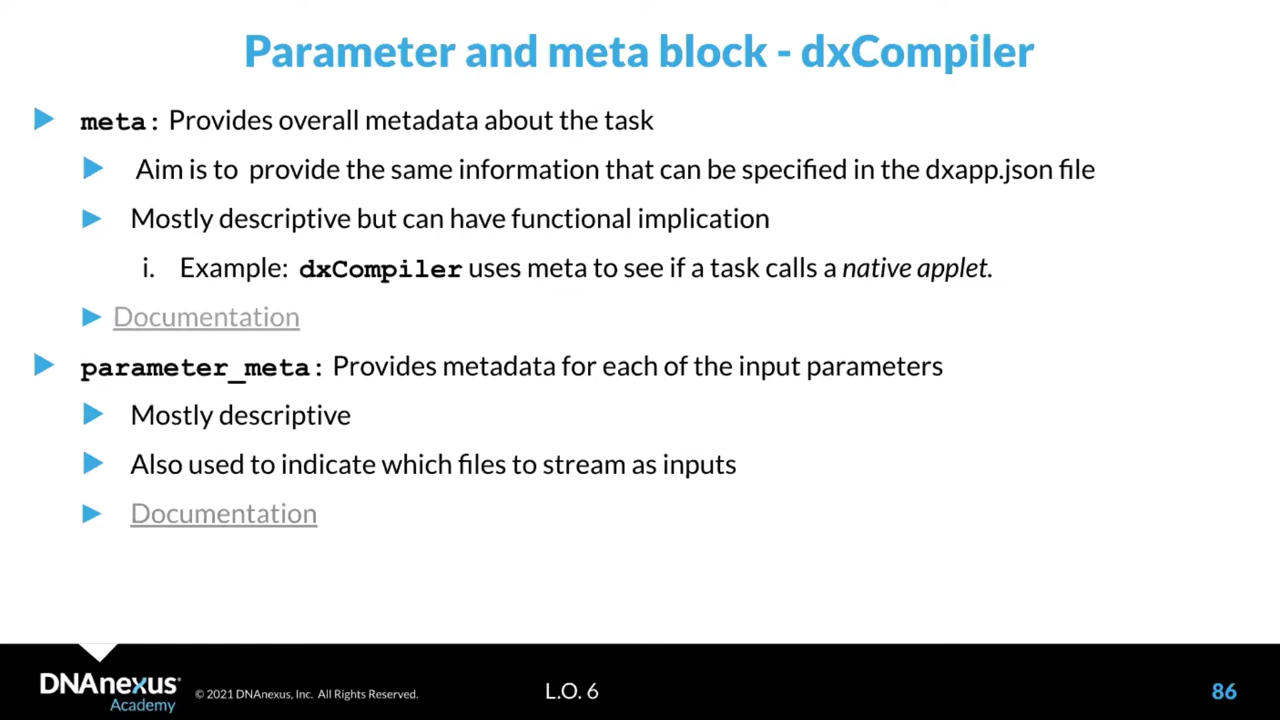 Parameter and meta block - dxCompiler
meta: Provides overall metadata about the task
Aim is to provide the same information that can be specified in the dxapp.json file
Mostly descriptive but can have functional implication
i. Example: dxCompiler uses meta to see if a task calls a native applet.
Documentation
parameter_meta: Provides metadata for each of the input parameters
Mostly descriptive
Also used to indicate which files to stream as inputs
Documentation
DNAnexus®
Academy
© 2021 DNAnexus, Inc. All Rights Reserved.
L.O. 6
86